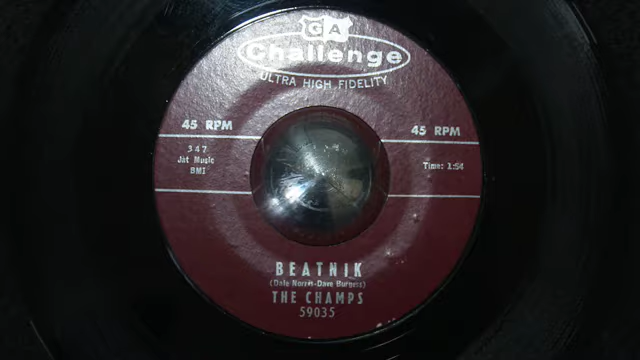 GA
Challenge
ULTRA HIGH FIDELITY
45 RPM
45 RPM
347
Jat Music
BMI
Time: 1:54
BEATNIK
(Dale Norris-Dave Burgess)
THE CHAMPS
59035